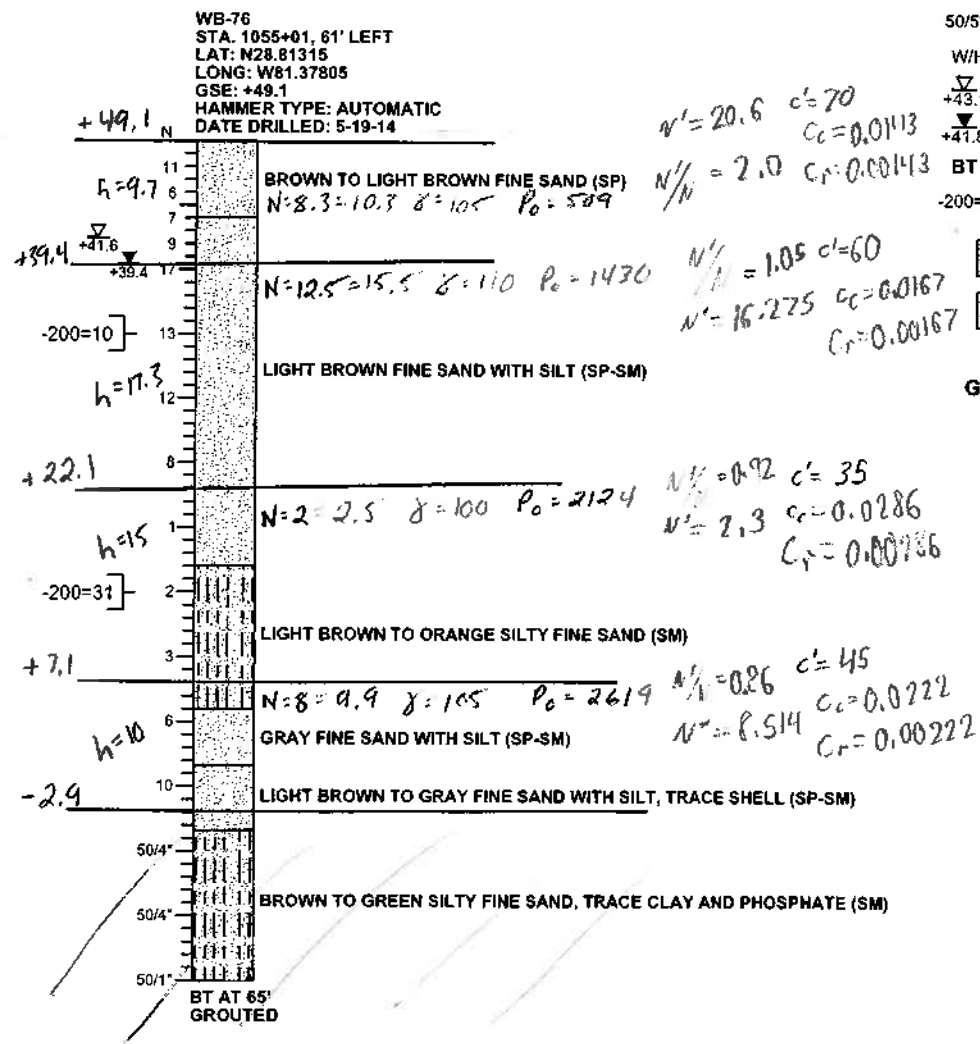 WB-76
STA. 1055+01, 61' LEFT
LAT: N28.81315
LONG: W81.37805
GSE: +49.1
HAMMER TYPE: AUTOMATIC
DATE DRILLED: 5-19-14
50/5
W/H
+43.
+41.8
BT
-200=
G
+49.1 N
11
h=9.7 6
7
9
+41.6
+39.4
+39.4 17
BROWN TO LIGHT BROWN FINE SAND (SP)
N=8.3=10.3 γ=105 P₀=509
N'=20.6 c'=70
Cc=0.0143
N'/N = 2.0 Cr=0.00143
N=12.5=15.5 γ=110 P₀=1430
N'/N = 1.05 c'=60
N'=16.275 Cc=0.0167
Cr=0.00167
-200=10 13
h=17.3 12
LIGHT BROWN FINE SAND WITH SILT (SP-SM)
8
+22.1
N=2=2.5 γ=100 P₀=2124
N'/N=0.92 c'=35
N'=2.3 Cc=0.0286
Cr=0.00286
h=15 1
-200=31 2
LIGHT BROWN TO ORANGE SILTY FINE SAND (SM)
3
+7.1
N=8=9.9 γ=105 P₀=2619
N'/N=0.86 c'=45
N'=8.514 Cc=0.0222
Cr=0.00222
h=10 6
GRAY FINE SAND WITH SILT (SP-SM)
10
-2.9
LIGHT BROWN TO GRAY FINE SAND WITH SILT, TRACE SHELL (SP-SM)
50/4"
50/4"
BROWN TO GREEN SILTY FINE SAND, TRACE CLAY AND PHOSPHATE (SM)
50/1"
BT AT 65'
GROUTED